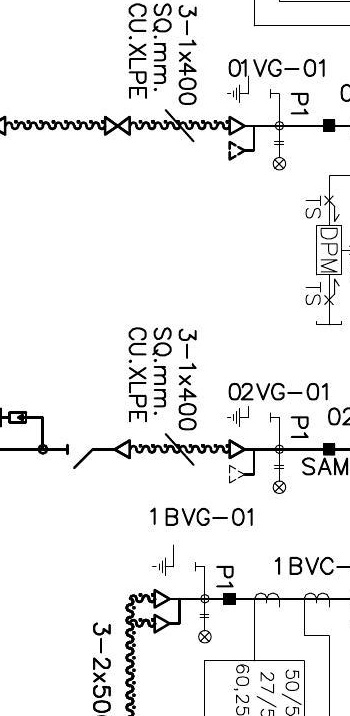 3-1x400
SQ.mm.
CU.XLPE
01VG-01
0
P1
TS
DPM
TS
3-1x400
SQ.mm.
CU.XLPE
02VG-01
02
P1
SAM
1BVG-01
P1
1BVC-
3-2x50
50/5
27/5
60,25